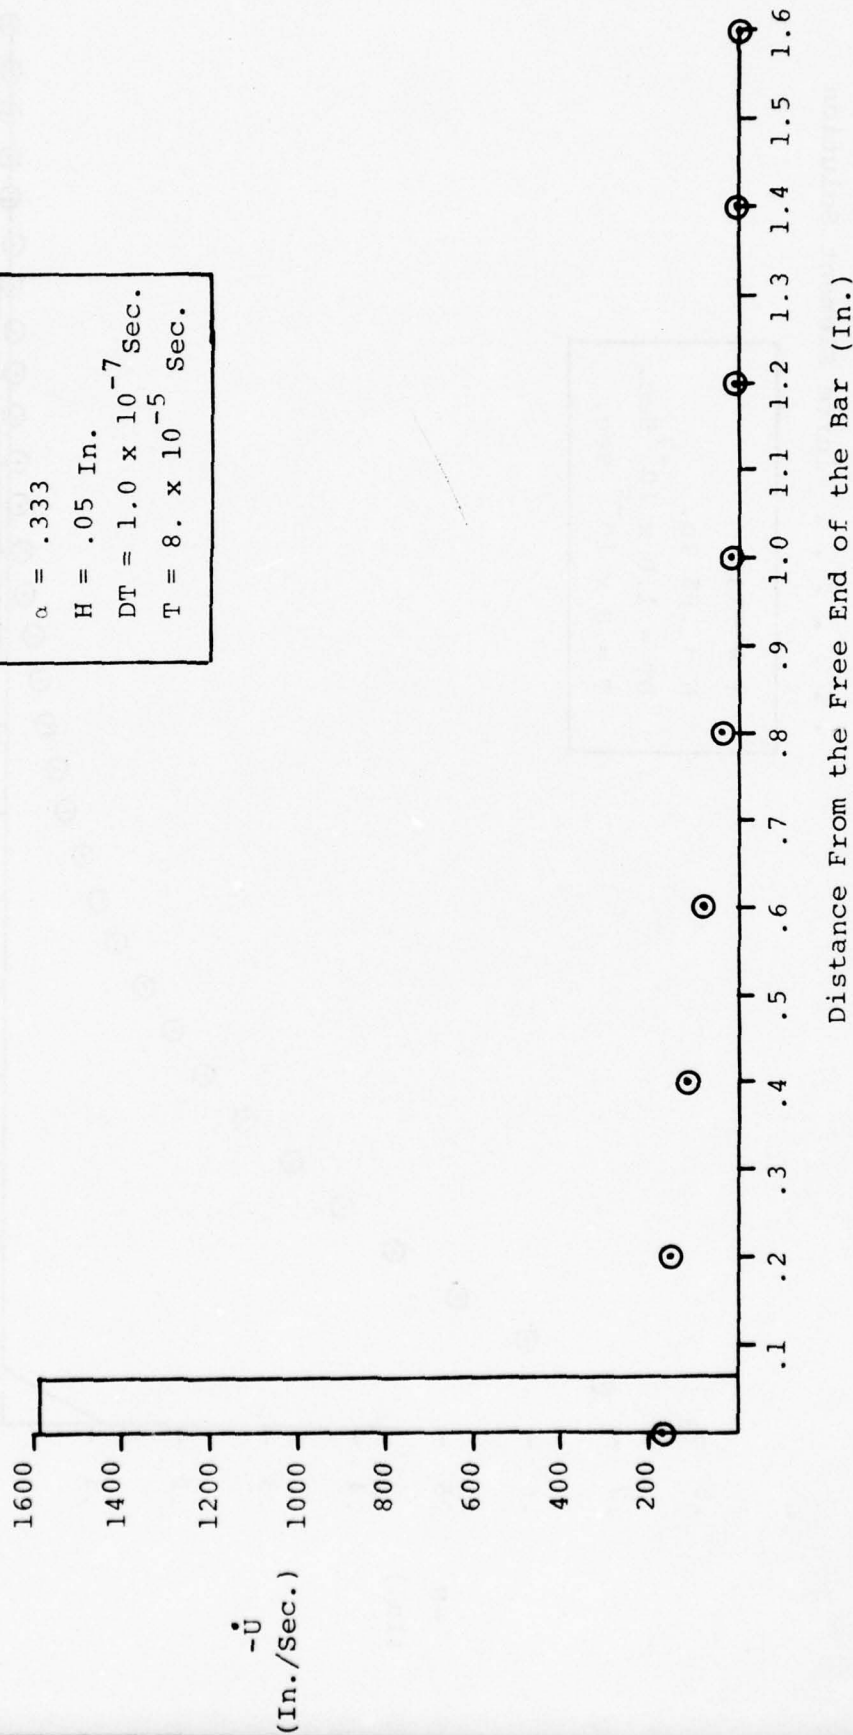 α = .333
H = .05 In.
DT = 1.0 x 10⁻⁷ Sec.
T = 8. x 10⁻⁵ Sec.
1600
1400
1200
1000
800
600
400
200
-U̇
(In./Sec.)
.1 .2 .3 .4 .5 .6 .7 .8 .9 1.0 1.1 1.2 1.3 1.4 1.5 1.6
Distance From the Free End of the Bar (In.)